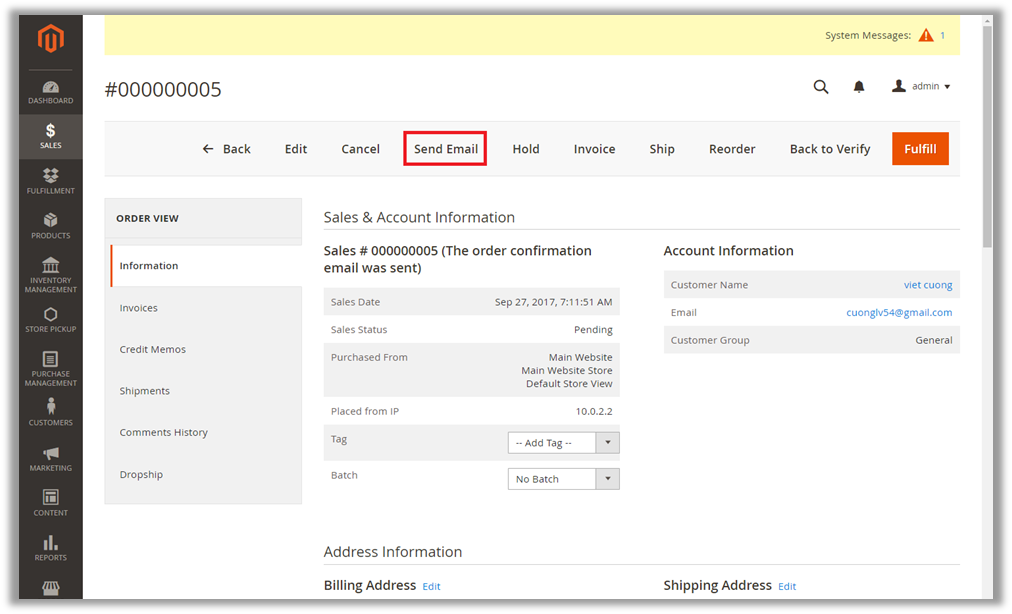 System Messages: 1
#000000005
admin
DASHBOARD
SALES
FULFILLMENT
PRODUCTS
INVENTORY
MANAGEMENT
STORE PICKUP
PURCHASE
MANAGEMENT
CUSTOMERS
MARKETING
CONTENT
REPORTS
← Back Edit Cancel Send Email Hold Invoice Ship Reorder Back to Verify Fulfill
ORDER VIEW
Information
Invoices
Credit Memos
Shipments
Comments History
Dropship
Sales & Account Information
Sales # 000000005 (The order confirmation
email was sent)
Sales Date Sep 27, 2017, 7:11:51 AM
Sales Status Pending
Purchased From Main Website
Main Website Store
Default Store View
Placed from IP 10.0.2.2
Tag -- Add Tag --
Batch No Batch
Account Information
Customer Name viet cuong
Email cuonglv54@gmail.com
Customer Group General
Address Information
Billing Address Edit
Shipping Address Edit